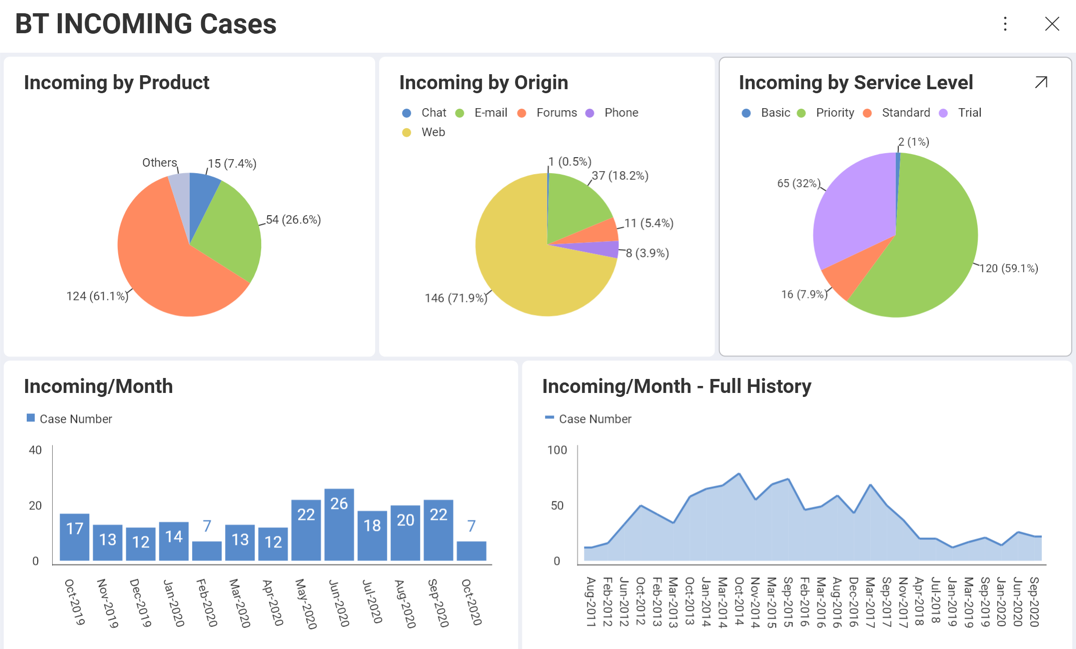 BT INCOMING Cases
Incoming by Product
Others
15 (7.4%)
54 (26.6%)
124 (61.1%)
Incoming by Origin
Chat E-mail Forums Phone
Web
1 (0.5%)
37 (18.2%)
11 (5.4%)
8 (3.9%)
146 (71.9%)
Incoming by Service Level
Basic Priority Standard Trial
2 (1%)
65 (32%)
120 (59.1%)
16 (7.9%)
Incoming/Month
Case Number
40
20
0
17 13 12 14 7 13 12 22 26 18 20 22 7
Oct-2019
Nov-2019
Dec-2019
Jan-2020
Feb-2020
Mar-2020
Apr-2020
May-2020
Jun-2020
Jul-2020
Aug-2020
Sep-2020
Oct-2020
Incoming/Month - Full History
Case Number
100
50
0
Aug-2011
Feb-2012
Jun-2012
Oct-2012
Feb-2013
Mar-2013
Oct-2013
Jan-2014
Mar-2014
Oct-2014
Nov-2014
Mar-2015
Sep-2015
Feb-2016
Mar-2016
Aug-2016
Dec-2016
Mar-2017
Sep-2017
Nov-2017
Apr-2018
Jul-2018
Jan-2019
Mar-2019
Sep-2019
Jan-2020
Jun-2020
Sep-2020